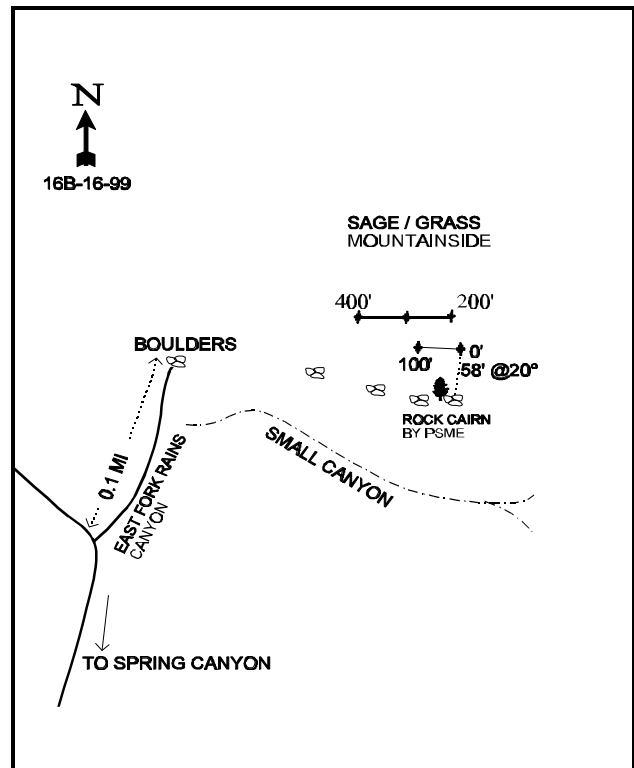 N
16B-16-99
SAGE / GRASS
MOUNTAINSIDE
400'
200'
BOULDERS
100'
0'
58' @20°
ROCK CAIRN
BY PSME
SMALL CANYON
0.1 MI
EAST FORK RAINS
CANYON
TO SPRING CANYON